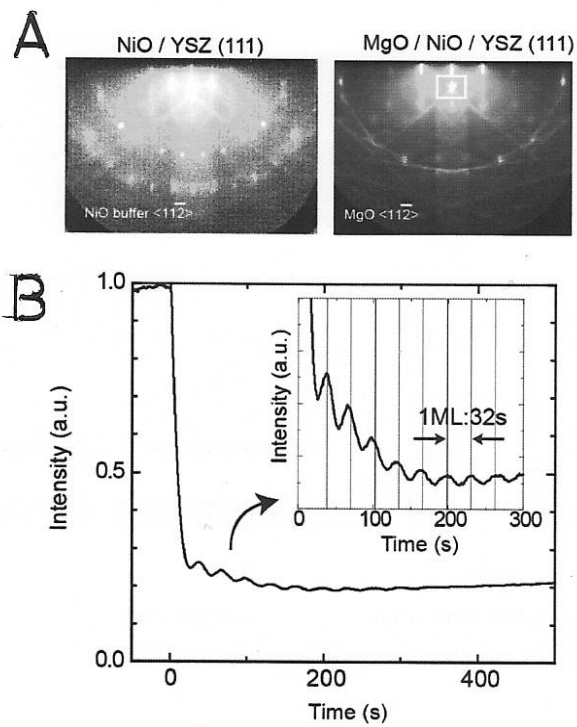 A
NiO / YSZ (111)
MgO / NiO / YSZ (111)
NiO buffer <112̄>
MgO <112̄>
B
Intensity (a.u.)
1.0
0.5
0.0
0
200
400
Time (s)
Intensity (a.u.)
1ML:32s
0
100
200
300
Time (s)